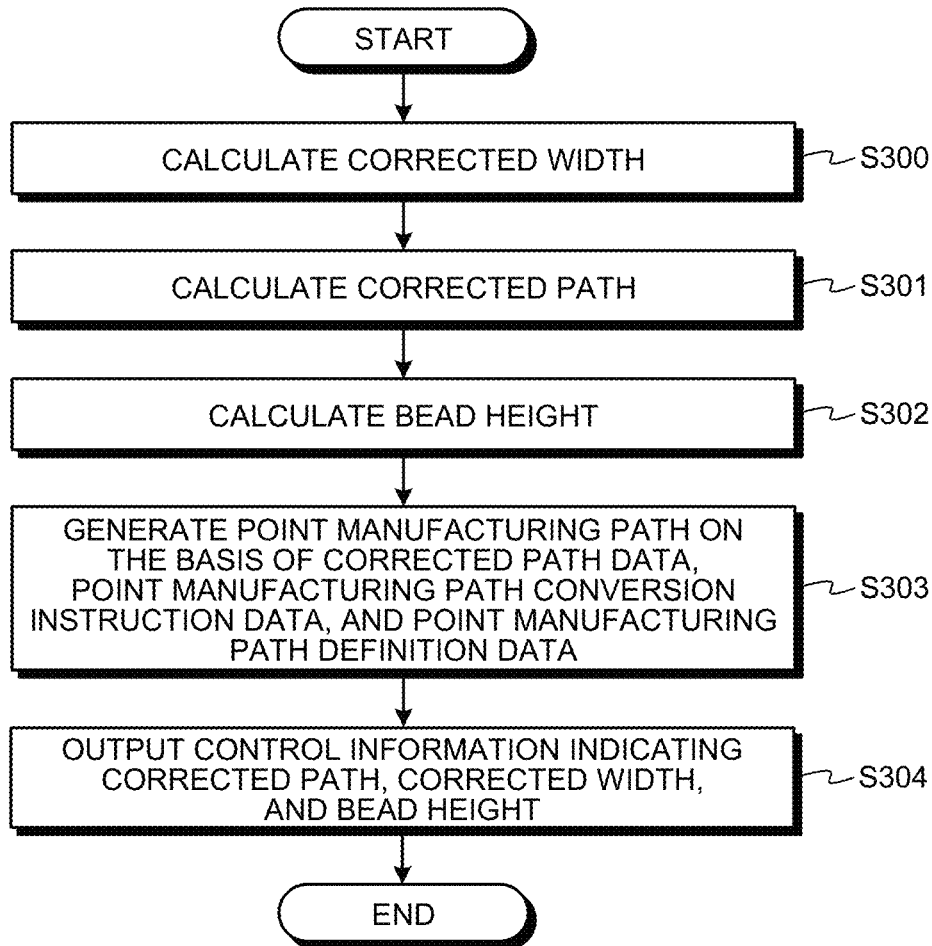 START
CALCULATE CORRECTED WIDTH
S300
CALCULATE CORRECTED PATH
S301
CALCULATE BEAD HEIGHT
S302
GENERATE POINT MANUFACTURING PATH ON
THE BASIS OF CORRECTED PATH DATA,
POINT MANUFACTURING PATH CONVERSION
INSTRUCTION DATA, AND POINT MANUFACTURING
PATH DEFINITION DATA
S303
OUTPUT CONTROL INFORMATION INDICATING
CORRECTED PATH, CORRECTED WIDTH,
AND BEAD HEIGHT
S304
END